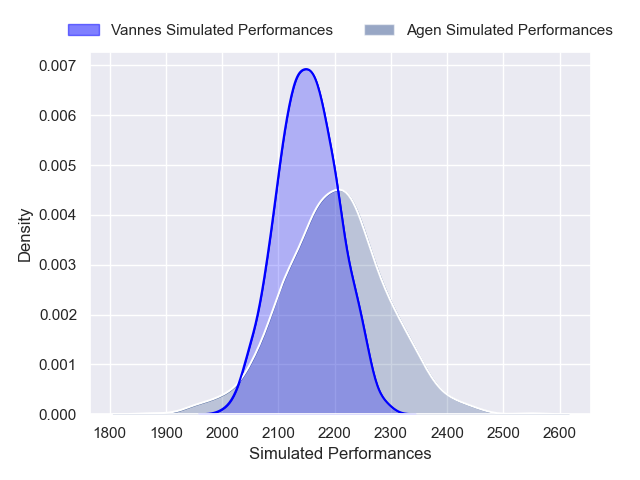 Vannes Simulated Performances
Agen Simulated Performances
0.007
0.006
0.005
0.004
0.003
0.002
0.001
0.000
Density
1800 1900 2000 2100 2200 2300 2400 2500 2600
Simulated Performances